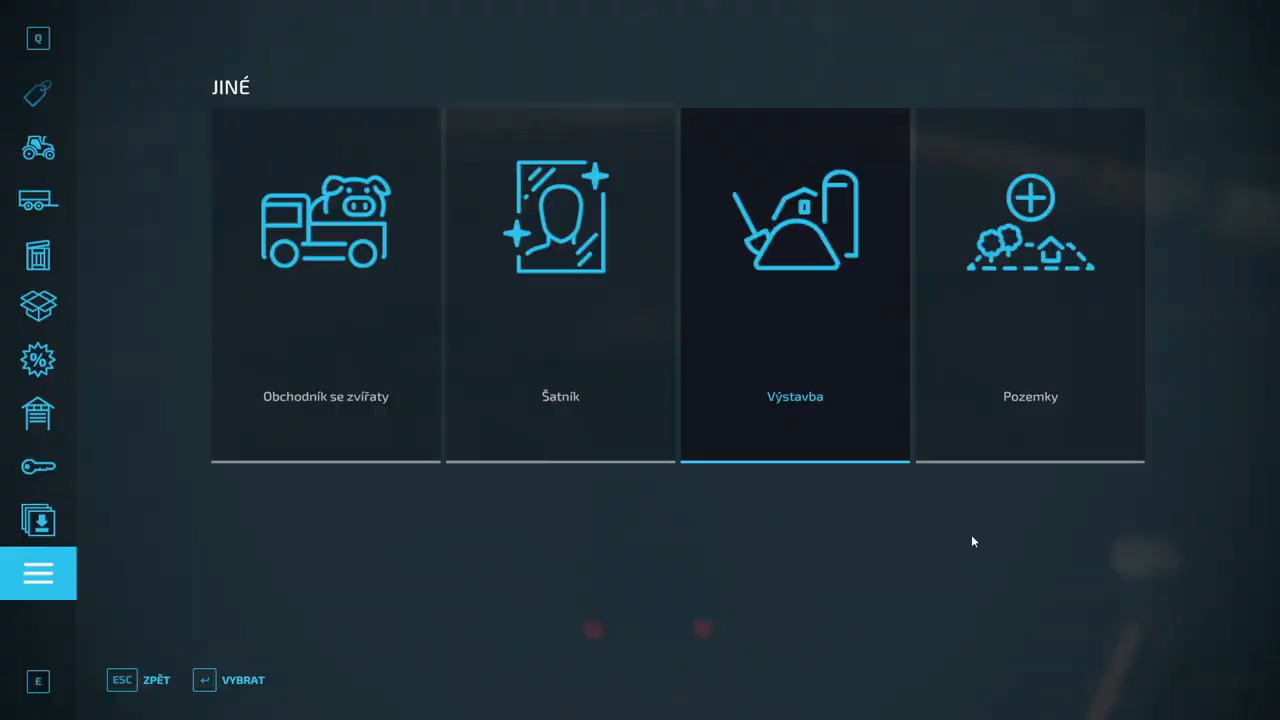 Q
JINÉ
Obchodník se zvířaty
Šatník
Výstavba
Pozemky
E
ESC ZPĚT
VYBRAT